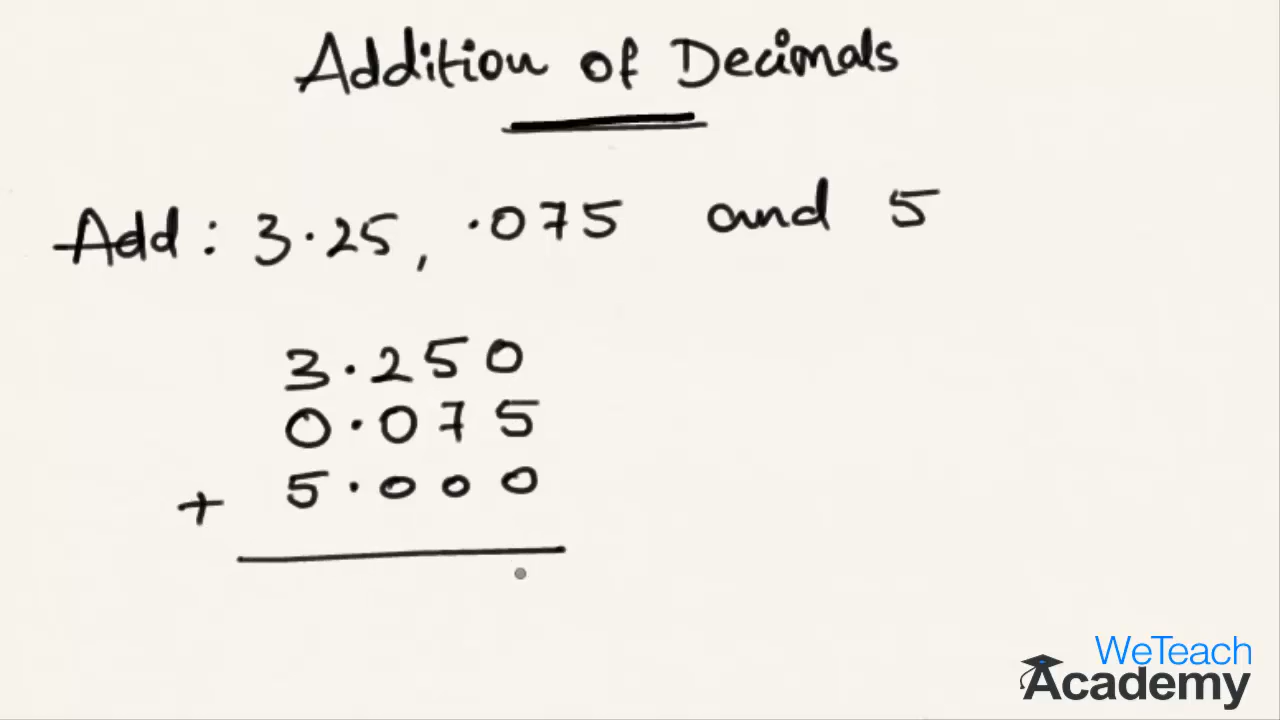 Addition of Decimals
Add: 3.25, .075 and 5
3.250
0.075
+ 5.000
WeTeach
Academy